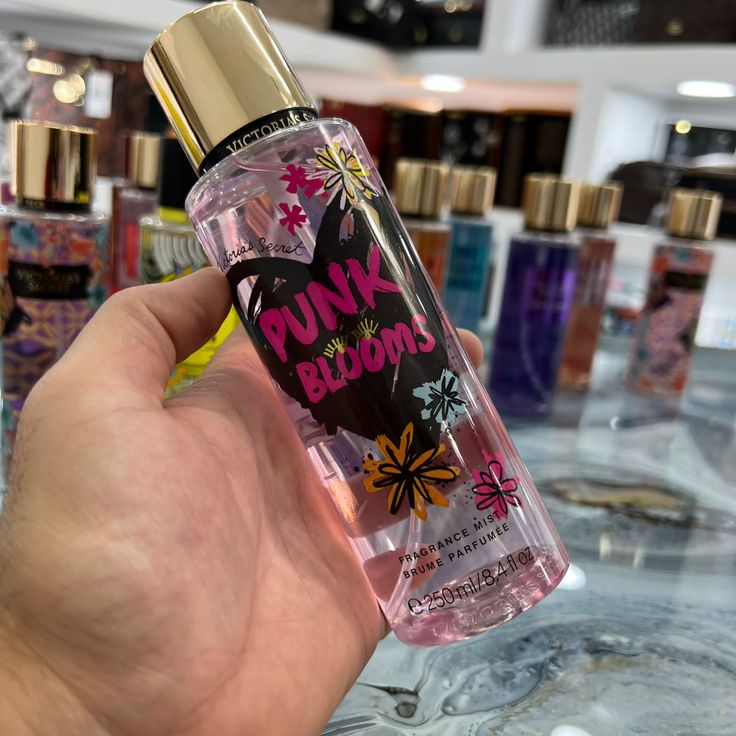 VICTORIA'S
Victoria's Secret
PUNK
BLOOMS
FRAGRANCE MIST
BRUME PARFUMÉE
e 250 ml/8.4 fl oz
VICTORIA'S SECRET